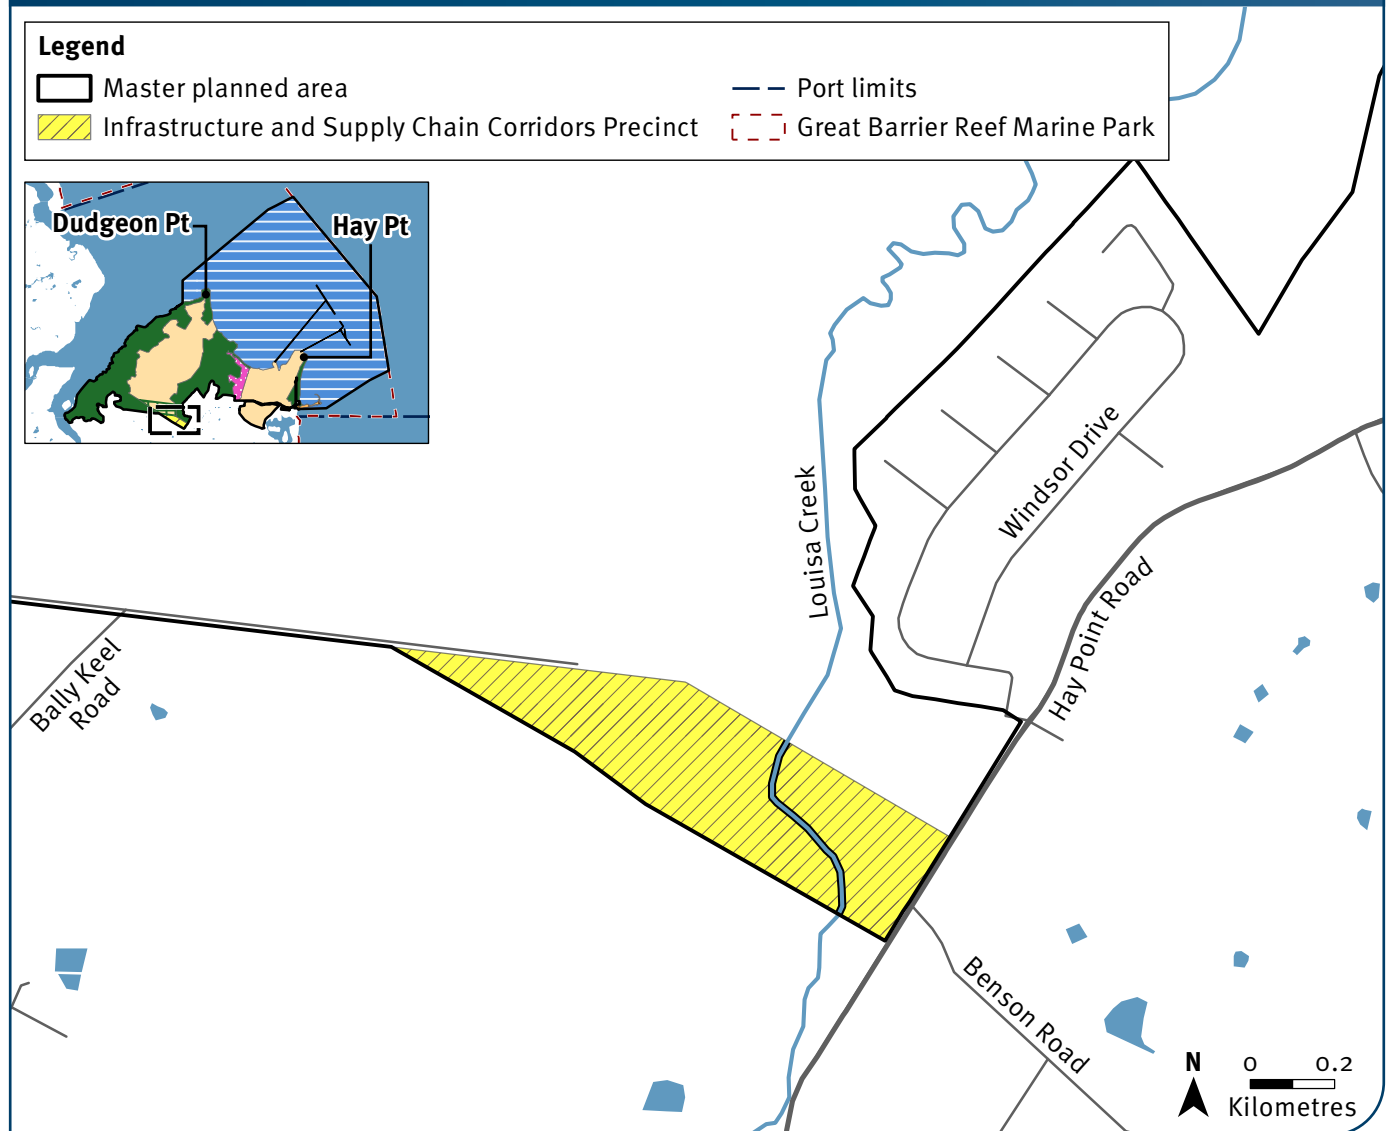 Legend
Master planned area
Infrastructure and Supply Chain Corridors Precinct
Port limits
Great Barrier Reef Marine Park
Dudgeon Pt
Hay Pt
Windsor Drive
Louisa Creek
Hay Point Road
Bally Keel
Road
Benson Road
N
0 0.2
Kilometres